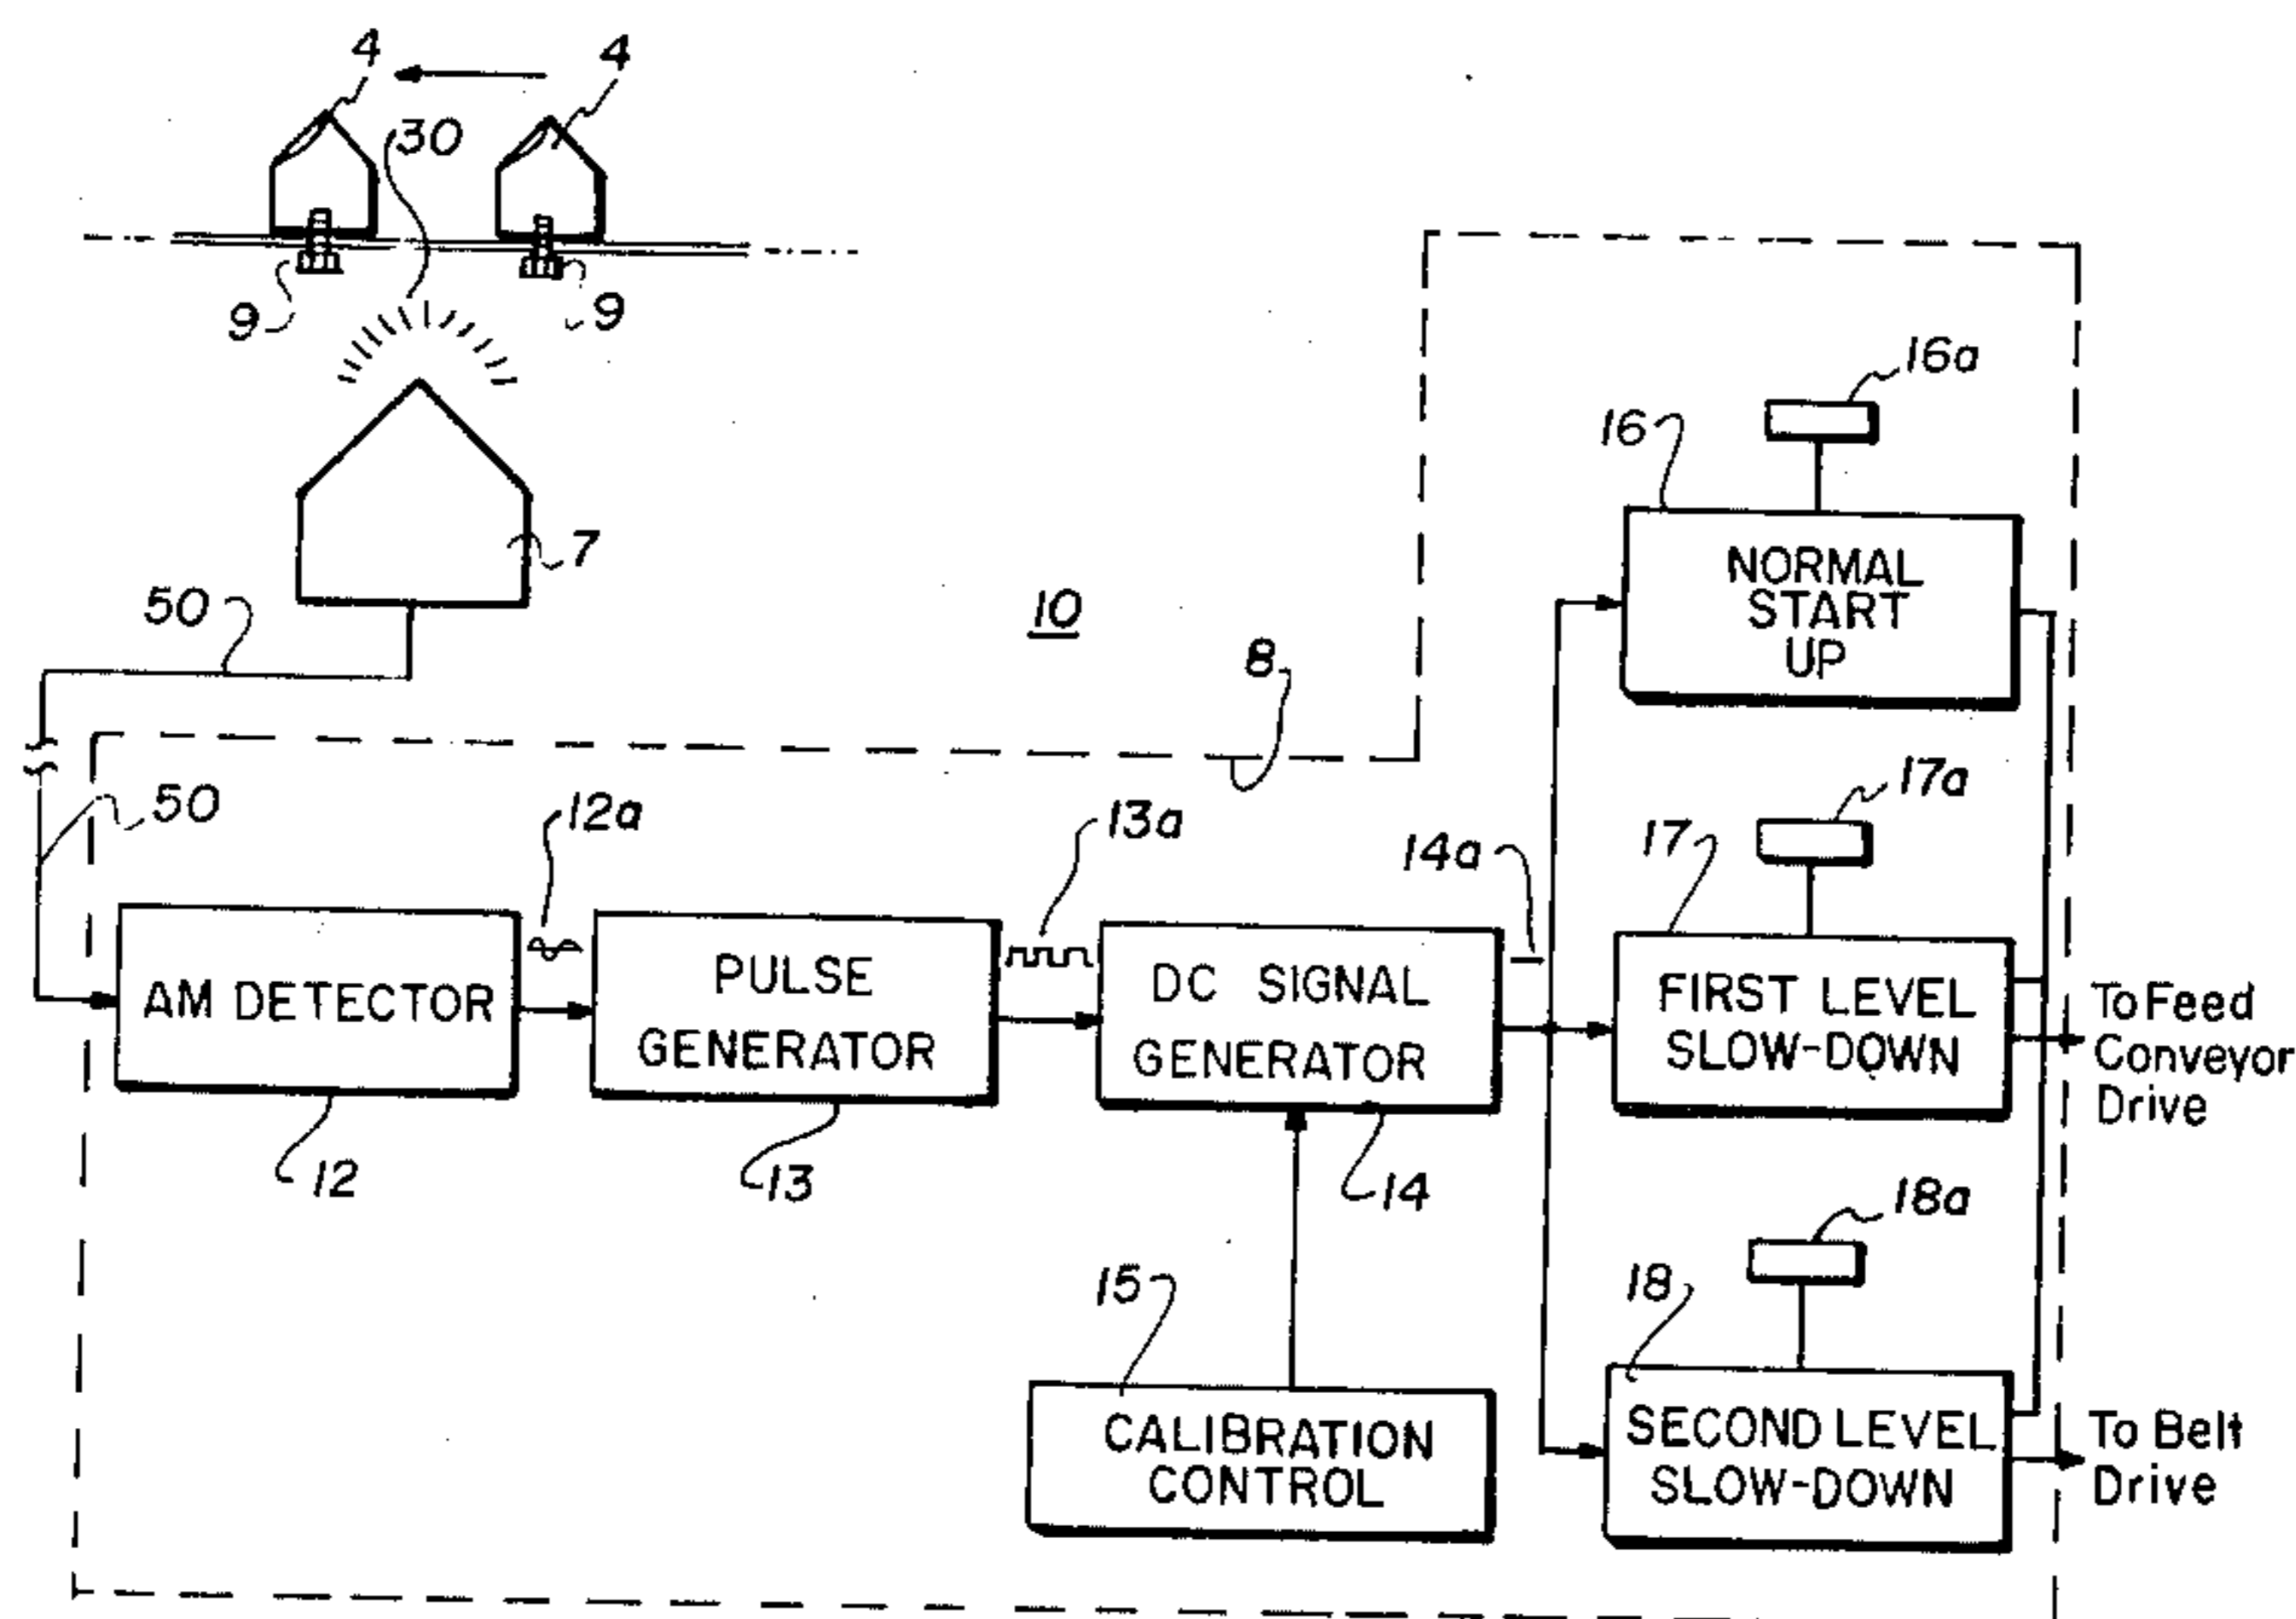 4
4
30
9
9
16a
16
NORMAL
START
UP
7
50
10
8
17a
50
12a
13a
14a
17
AM DETECTOR
PULSE
GENERATOR
DC SIGNAL
GENERATOR
FIRST LEVEL
SLOW-DOWN
To Feed
Conveyor
Drive
12
13
14
18a
15
18
CALIBRATION
CONTROL
SECOND LEVEL
SLOW-DOWN
To Belt
Drive